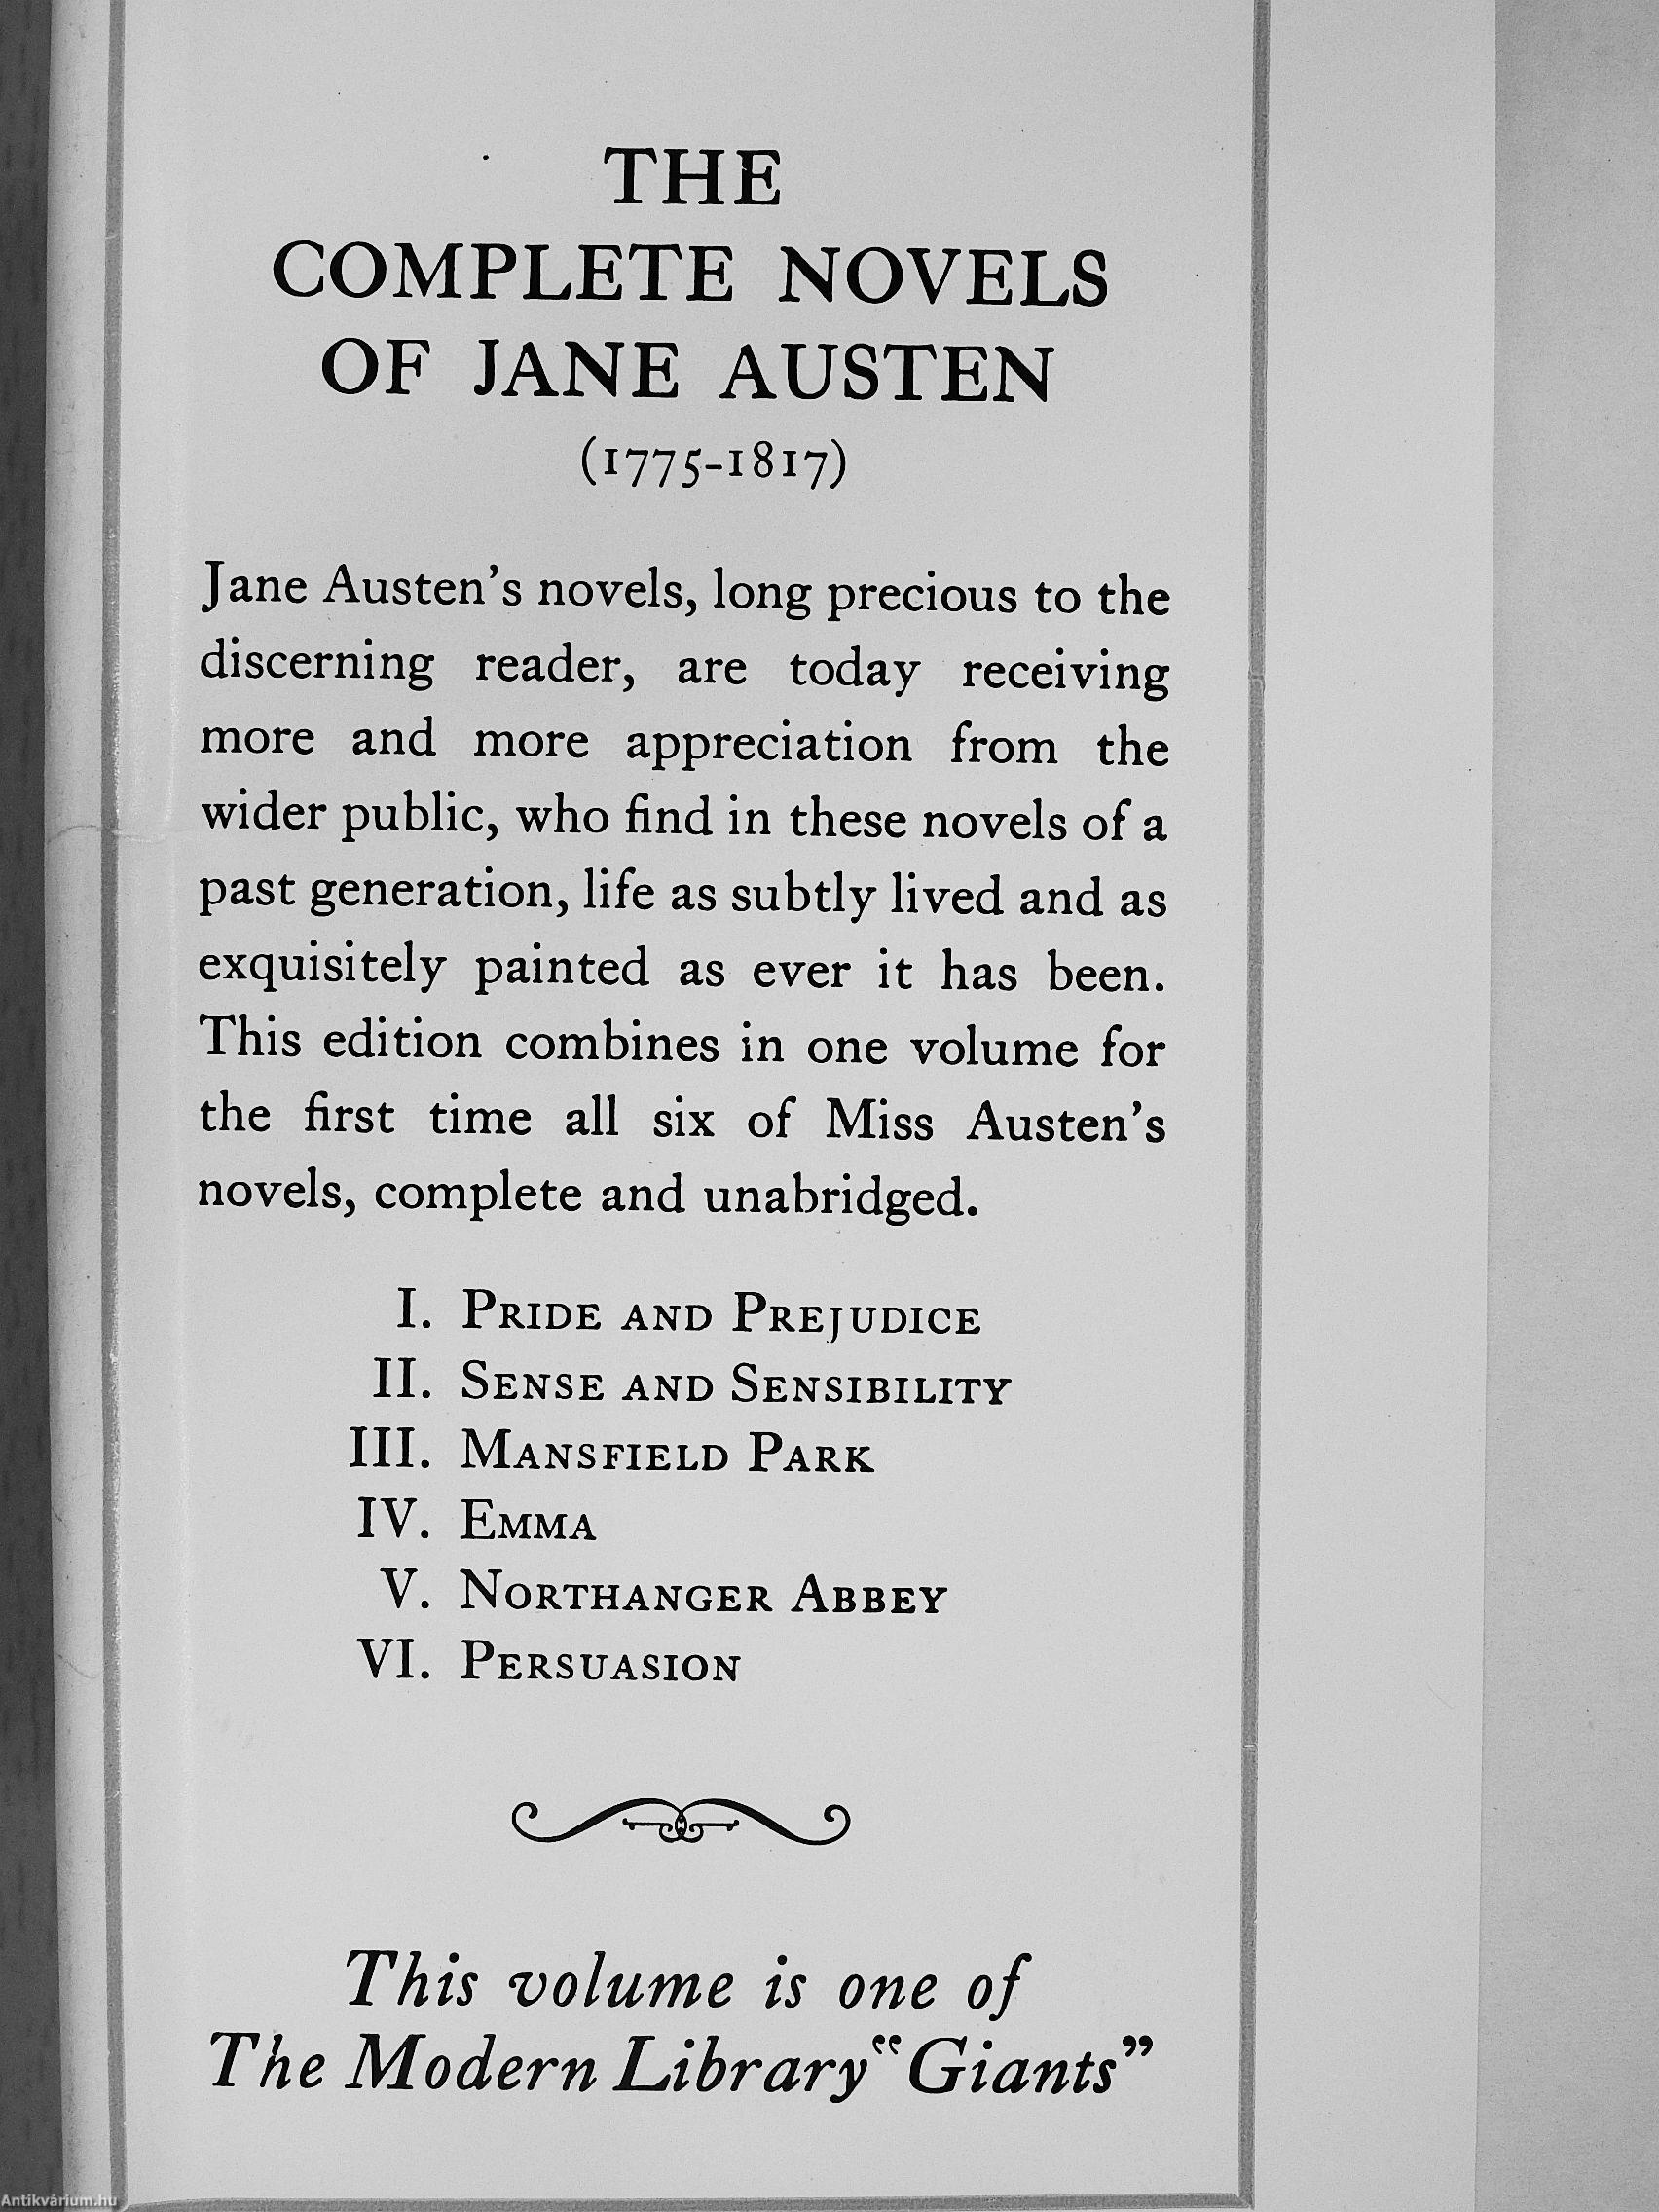 THE
COMPLETE NOVELS
OF JANE AUSTEN
(1775-1817)
Jane Austen's novels, long precious to the
discerning reader, are today receiving
more and more appreciation from the
wider public, who find in these novels of a
past generation, life as subtly lived and as
exquisitely painted as ever it has been.
This edition combines in one volume for
the first time all six of Miss Austen's
novels, complete and unabridged.
I. PRIDE AND PREJUDICE
II. SENSE AND SENSIBILITY
III. MANSFIELD PARK
IV. EMMA
V. NORTHANGER ABBEY
VI. PERSUASION
This volume is one of
The Modern Library “Giants”
Antikvárium.hu